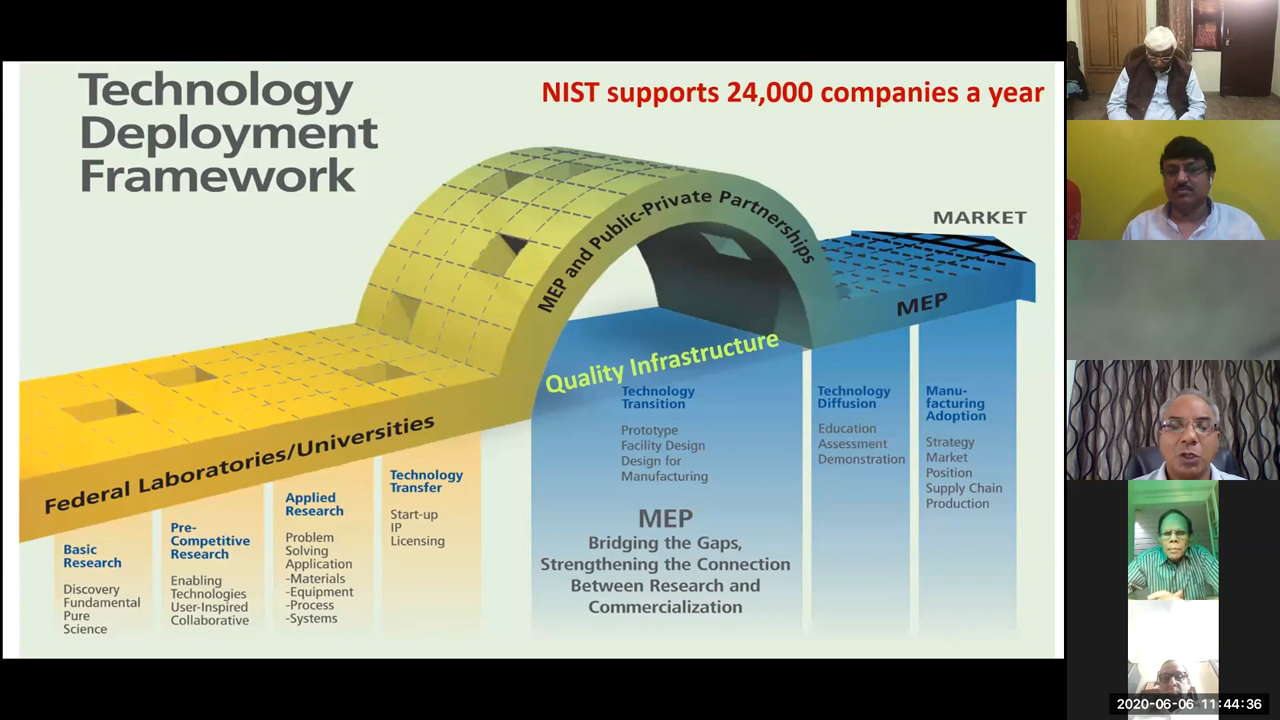 Technology
Deployment
Framework
NIST supports 24,000 companies a year
MARKET
MEP and Public-Private Partnerships
MEP
Quality Infrastructure
Federal Laboratories/Universities
Basic
Research
Discovery
Fundamental
Pure
Science
Pre-
Competitive
Research
Enabling
Technologies
User-Inspired
Collaborative
Applied
Research
Problem
Solving
Application
-Materials
-Equipment
-Process
-Systems
Technology
Transfer
Start-up
IP
Licensing
Technology
Transition
Prototype
Facility Design
Design for
Manufacturing
MEP
Bridging the Gaps,
Strengthening the Connection
Between Research and
Commercialization
Technology
Diffusion
Education
Assessment
Demonstration
Manu-
facturing
Adoption
Strategy
Market
Position
Supply Chain
Production
2020-06-06 11:44:36